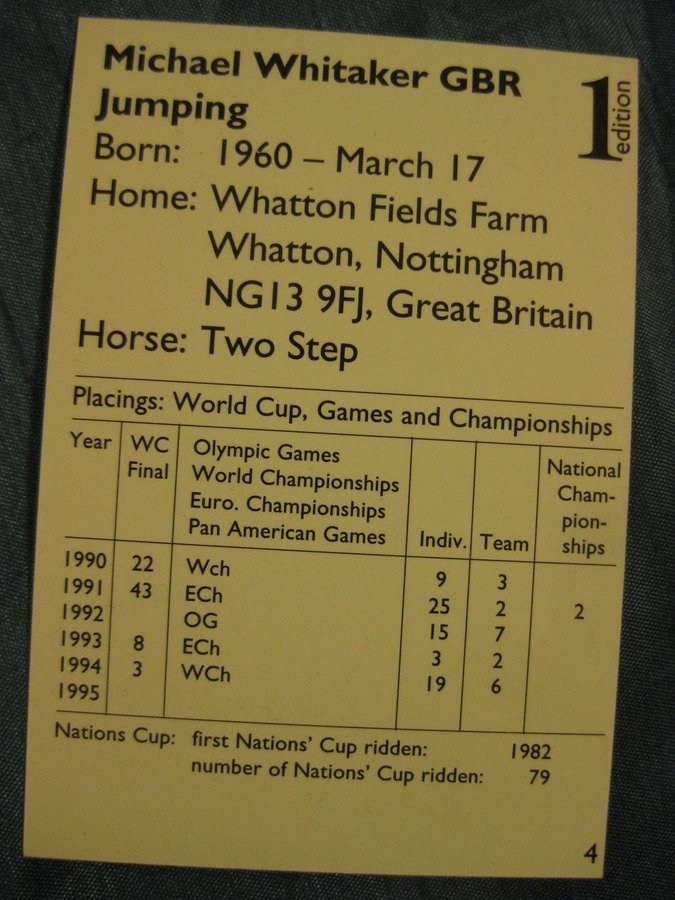 Michael Whitaker GBR
Jumping
1 edition
Born: 1960 – March 17
Home: Whatton Fields Farm
Whatton, Nottingham
NG13 9FJ, Great Britain
Horse: Two Step
Placings: World Cup, Games and Championships
Year WC Final Olympic Games World Championships Euro. Championships Pan American Games Indiv. Team National Cham- pion- ships
1990 22 Wch 9 3
1991 43 ECh 25 2 2
1992 OG 15 7
1993 8 ECh 3 2
1994 3 WCh 19 6
1995
Nations Cup: first Nations' Cup ridden: 1982
number of Nations' Cup ridden: 79
4